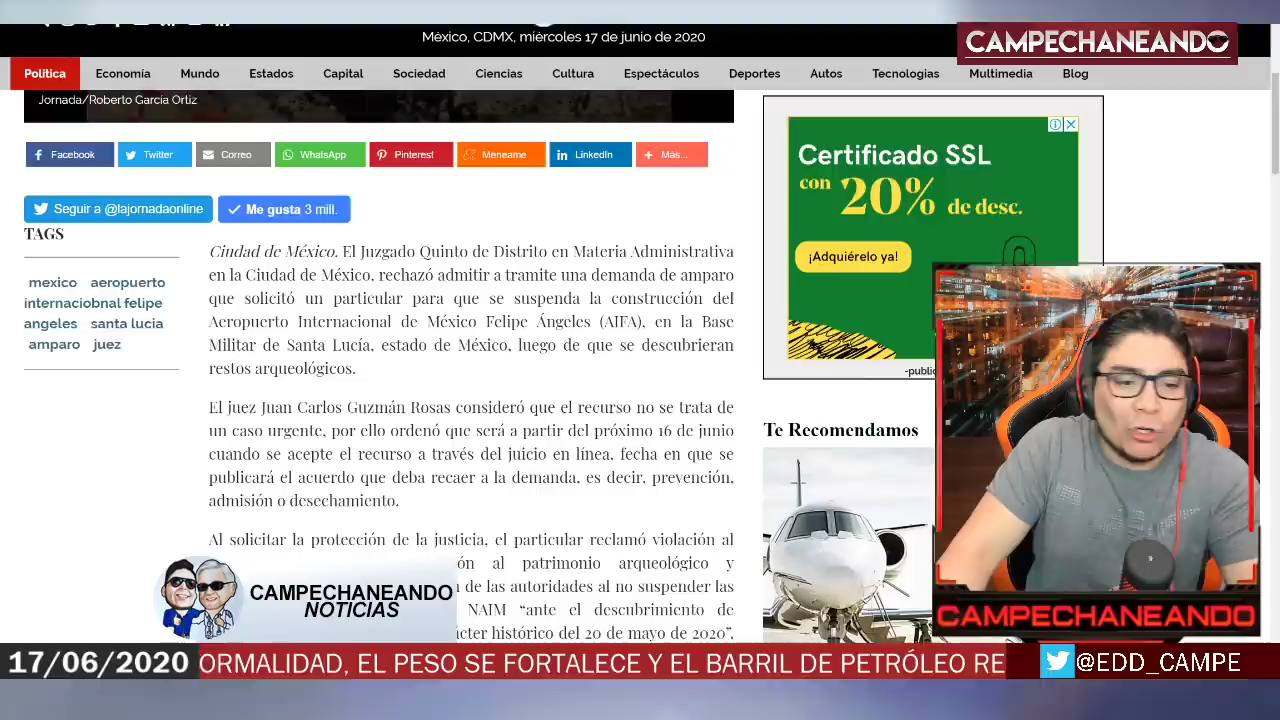 México, CDMX, miércoles 17 de junio de 2020
CAMPECHANEANDO
Política Economía Mundo Estados Capital Sociedad Ciencias Cultura Espectáculos Deportes Autos Tecnologias Multimedia Blog
Jornada/Roberto García Ortiz
Facebook Twitter Correo WhatsApp Pinterest Meneame LinkedIn Más...
Seguir a @lajornadaonline Me gusta 3 mill.
TAGS
mexico aeropuerto
internaciobnal felipe
angeles santa lucia
amparo juez
Ciudad de México. El Juzgado Quinto de Distrito en Materia Administrativa
en la Ciudad de México, rechazó admitir a tramite una demanda de amparo
que solicitó un particular para que se suspenda la construcción del
Aeropuerto Internacional de México Felipe Ángeles (AIFA), en la Base
Militar de Santa Lucía, estado de México, luego de que se descubrieran
restos arqueológicos.
El juez Juan Carlos Guzmán Rosas consideró que el recurso no se trata de
un caso urgente, por ello ordenó que será a partir del próximo 16 de junio
cuando se acepte el recurso a través del juicio en línea, fecha en que se
publicará el acuerdo que deba recaer a la demanda, es decir, prevención,
admisión o desechamiento.
Al solicitar la protección de la justicia, el particular reclamó violación al
ón al patrimonio arqueológico y
de las autoridades al no suspender las
NAIM “ante el descubrimiento de
ácter histórico del 20 de mayo de 2020”.
Certificado SSL
con 20% de desc.
¡Adquiérelo ya!
-public
Te Recomendamos
CAMPECHANEANDO
CAMPECHANEANDO
NOTICIAS
17/06/2020 ORMALIDAD, EL PESO SE FORTALECE Y EL BARRIL DE PETRÓLEO RE @EDD_CAMPE